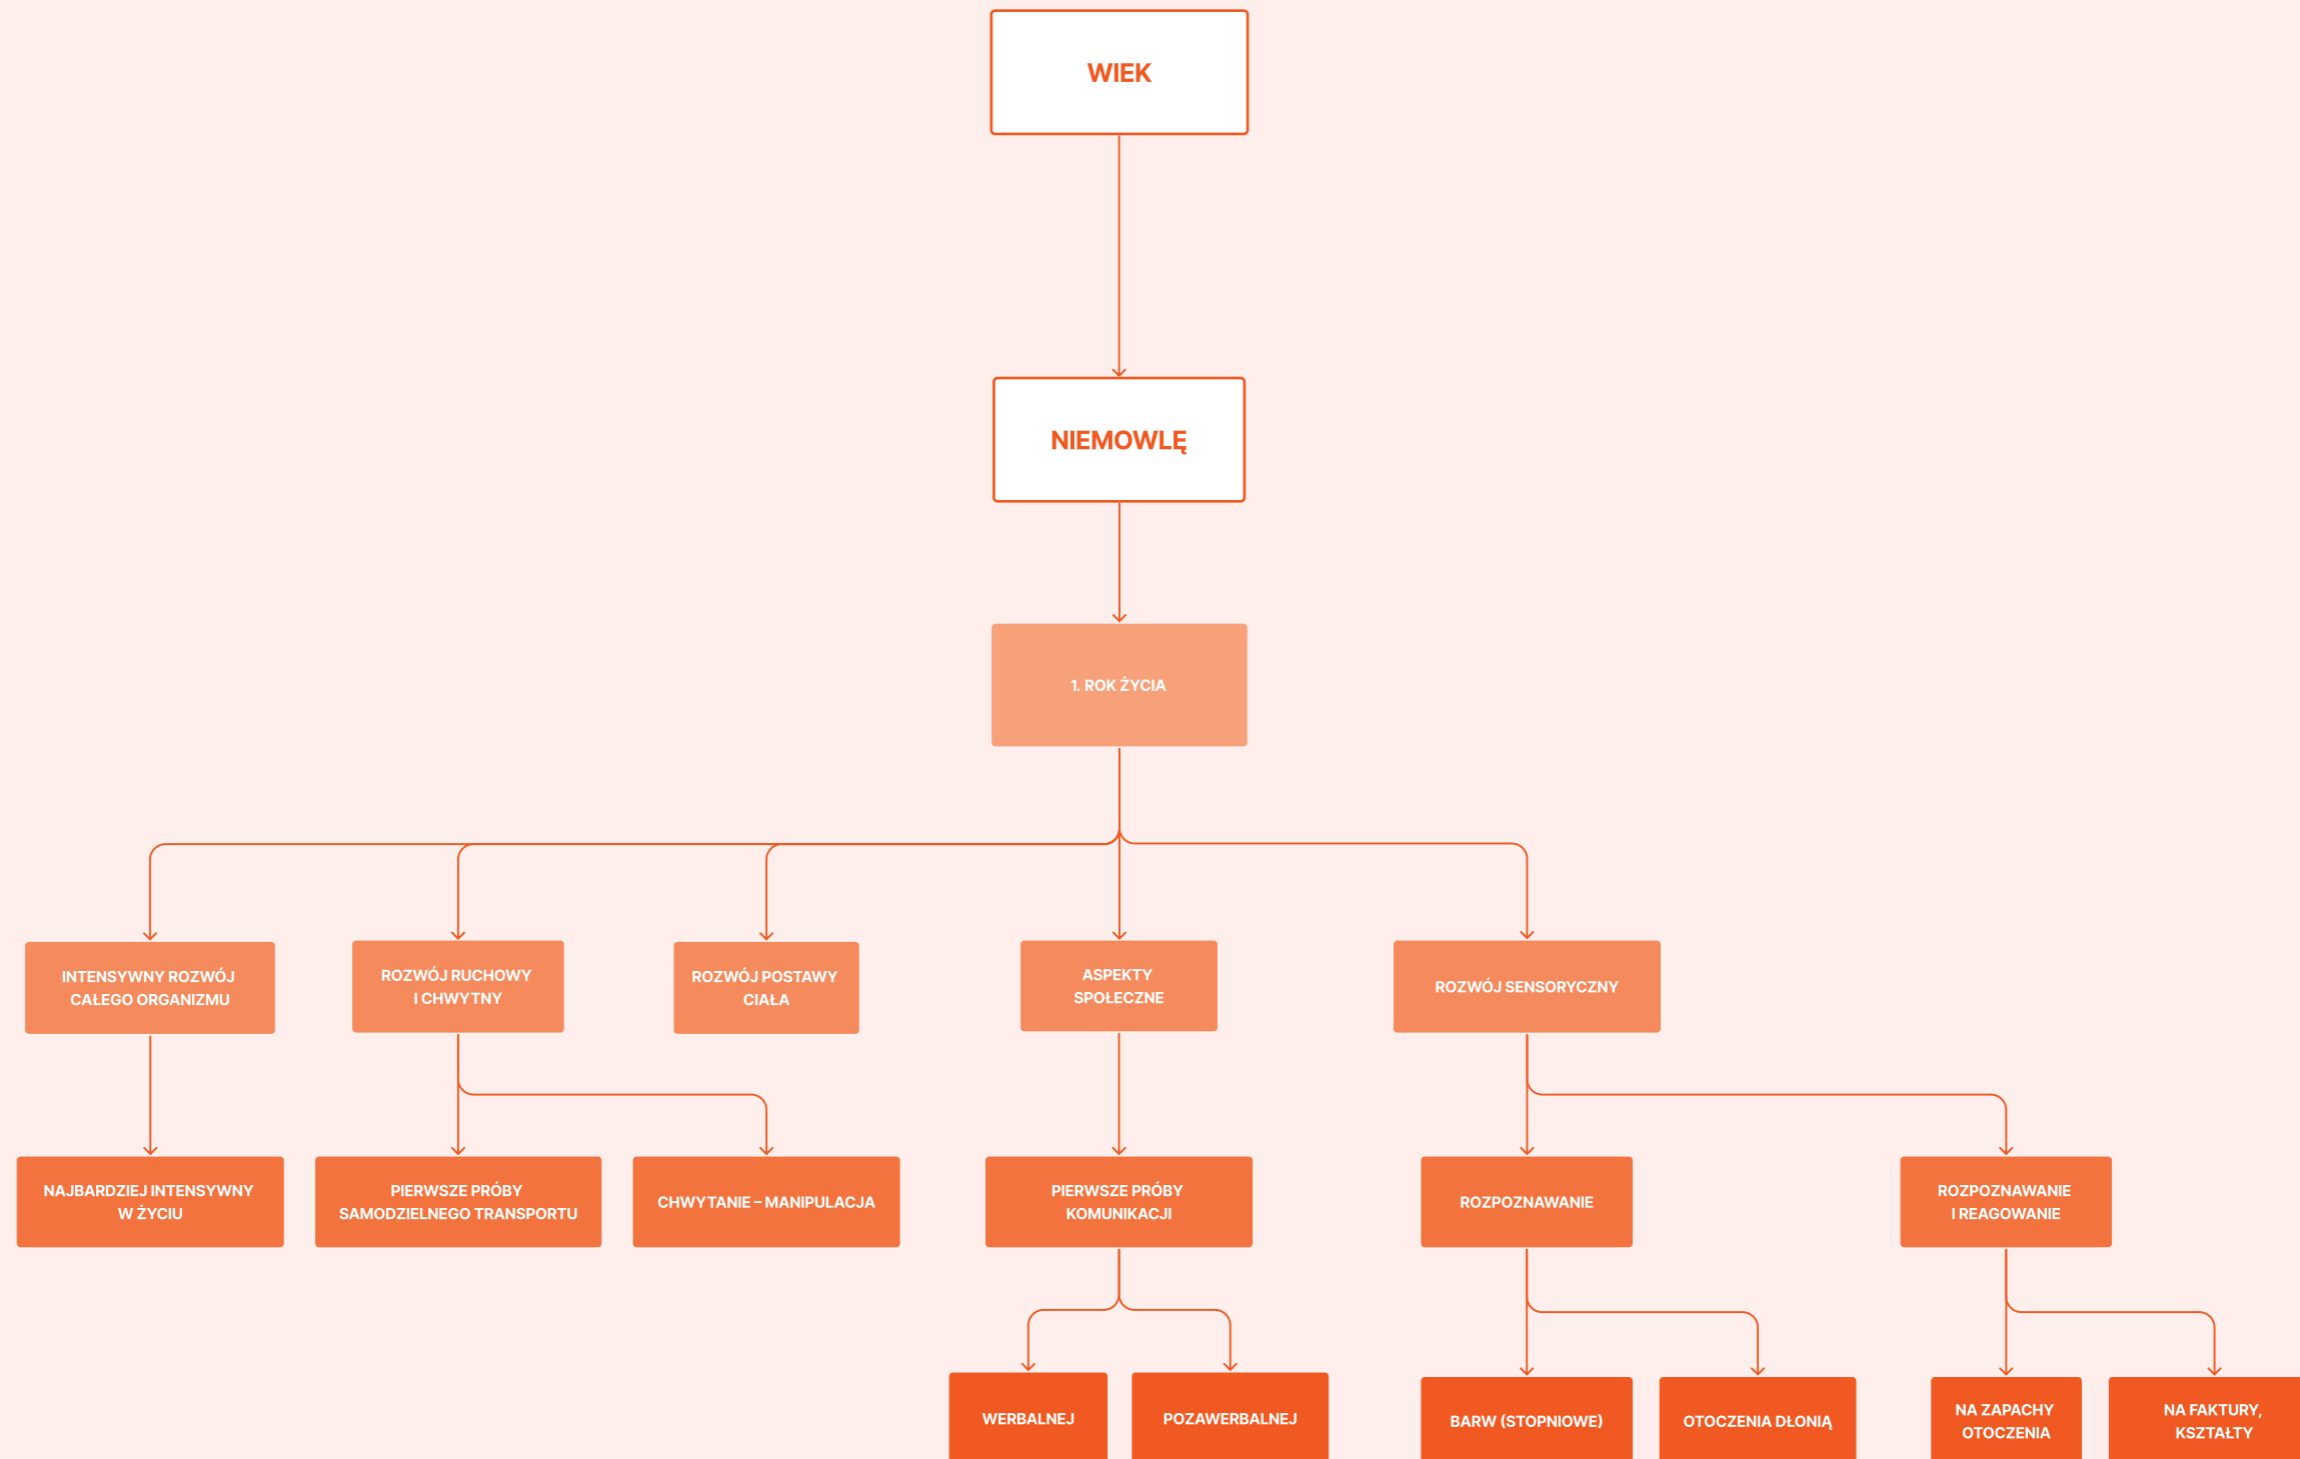 WIEK
NIEMOWLĘ
1. ROK ŻYCIA
INTENSYWNY ROZWÓJ
CAŁEGO ORGANIZMU
ROZWÓJ RUCHOWY
I CHWYTNY
ROZWÓJ POSTAWY
CIAŁA
ASPEKTY
SPOŁECZNE
ROZWÓJ SENSORYCZNY
NAJBARDZIEJ INTENSYWNY
W ŻYCIU
PIERWSZE PRÓBY
SAMODZIELNEGO TRANSPORTU
CHWYTANIE – MANIPULACJA
PIERWSZE PRÓBY
KOMUNIKACJI
ROZPOZNAWANIE
ROZPOZNAWANIE
I REAGOWANIE
WERBALNEJ
POZAWERBALNEJ
BARW (STOPNIOWE)
OTOCZENIA DŁONIĄ
NA ZAPACHY
OTOCZENIA
NA FAKTURY,
KSZTAŁTY